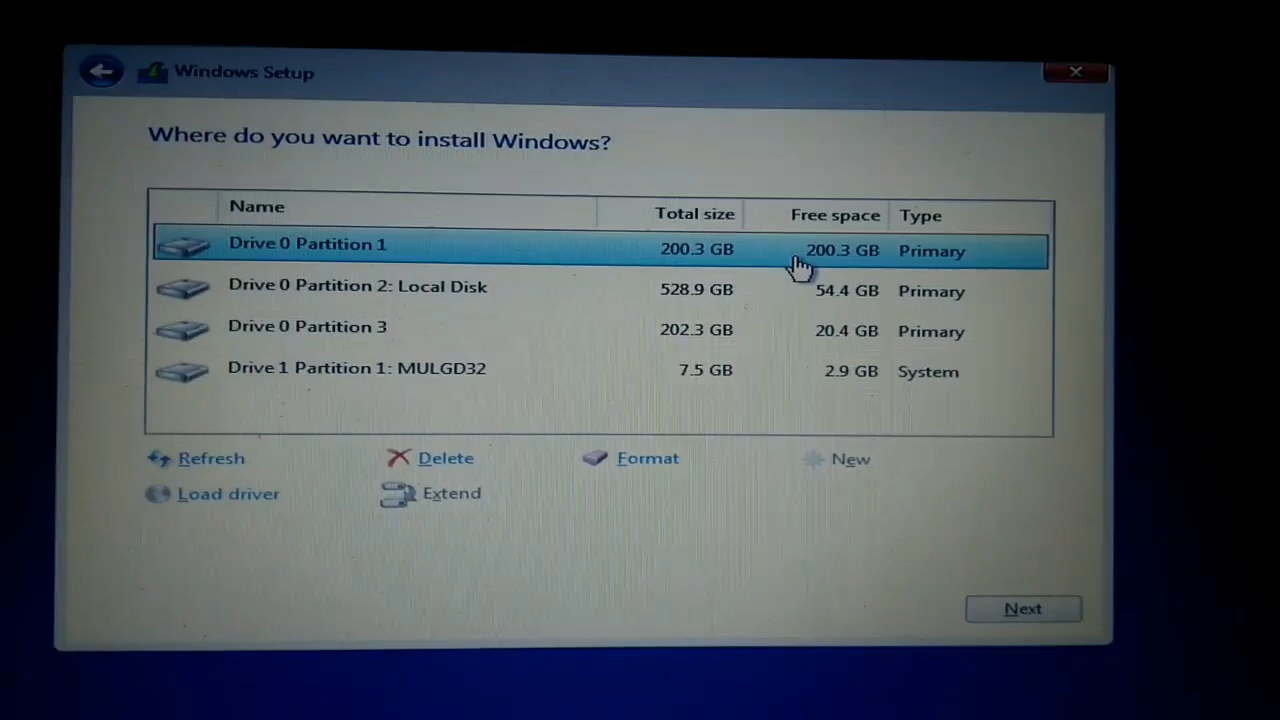 Windows Setup
Where do you want to install Windows?
Name Total size Free space Type
Drive 0 Partition 1 200.3 GB 200.3 GB Primary
Drive 0 Partition 2: Local Disk 528.9 GB 54.4 GB Primary
Drive 0 Partition 3 202.3 GB 20.4 GB Primary
Drive 1 Partition 1: MULGD32 7.5 GB 2.9 GB System
Refresh Delete Format New
Load driver Extend
Next